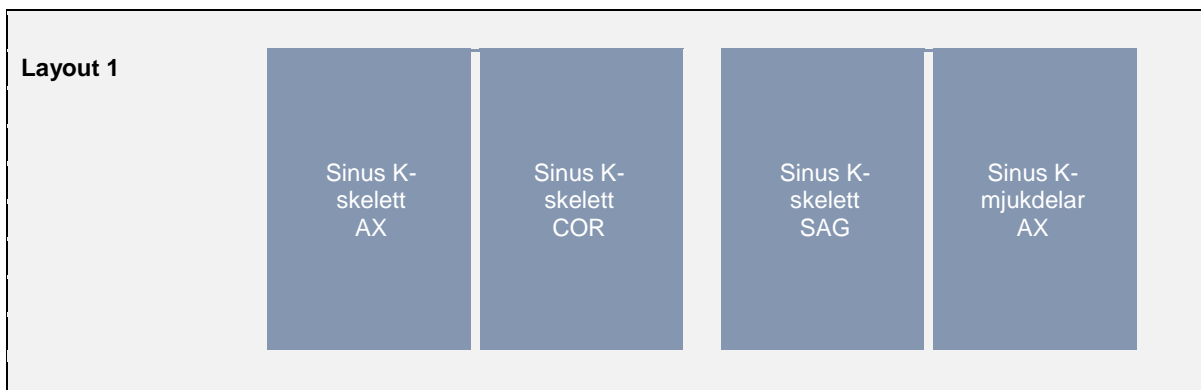 Layout 1
Sinus K-
skelett
AX
Sinus K-
skelett
COR
Sinus K-
skelett
SAG
Sinus K-
mjukdelar
AX